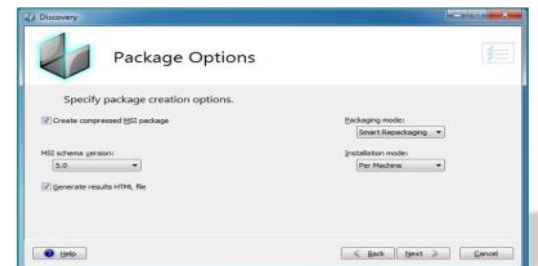 Discovery
Package Options
Specify package creation options.
Create compressed MSI package
Packaging mode:
Smart Repackaging
MSI schema version:
5.0
Installation mode:
Per Machine
Generate results HTML file
Help
< Back
Next >
Cancel